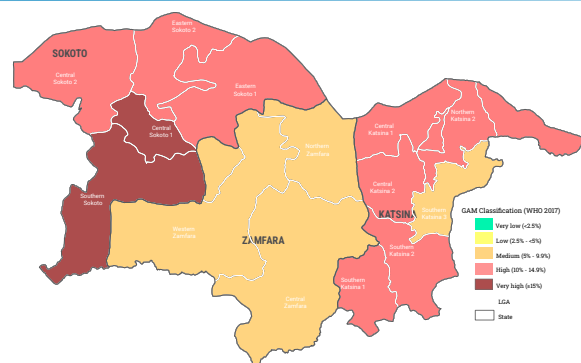 Eastern
Sokoto 2
SOKOTO
Central
Sokoto 2
Eastern
Sokoto 1
Central
Sokoto 1
Northern
Zamfara
Central
Katsina 1
Northern
Katsina 2
Central
Katsina 2
Southern
Sokoto
Western
Zamfara
ZAMFARA
KATSINA
Southern
Katsina 3
Southern
Katsina 2
Southern
Katsina 1
Central
Zamfara
GAM Classification (WHO 2017)
Very low (<2.5%)
Low (2.5% - <5%)
Medium (5% - 9.9%)
High (10% - 14.9%)
Very high (≤15%)
LGA
State